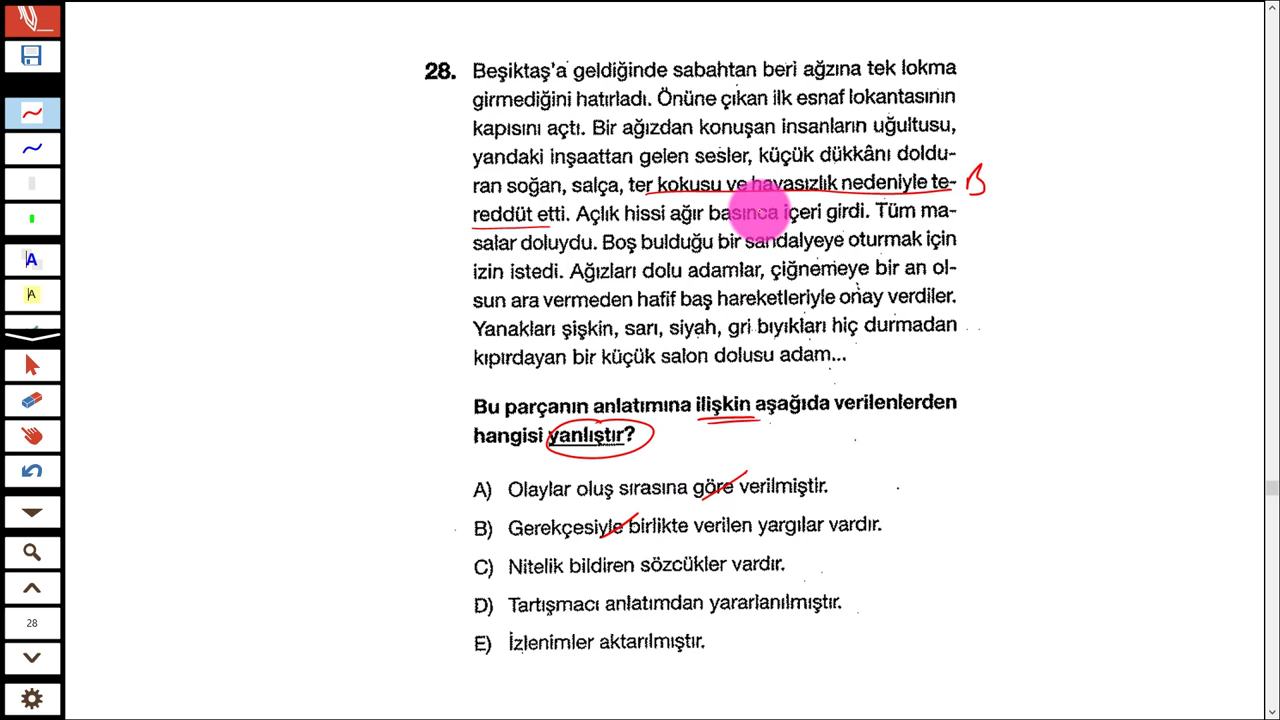 28. Beşiktaş'a geldiğinde sabahtan beri ağzına tek lokma
girmediğini hatırladı. Önüne çıkan ilk esnaf lokantasının
kapısını açtı. Bir ağızdan konuşan insanların uğultusu,
yandaki inşaattan gelen sesler, küçük dükkânı doldu-
ran soğan, salça, ter kokusu ve havasızlık nedeniyle te- B
reddüt etti. Açlık hissi ağır basınca içeri girdi. Tüm ma-
salar doluydu. Boş bulduğu bir sandalyeye oturmak için
izin istedi. Ağızları dolu adamlar, çiğnemeye bir an ol-
sun ara vermeden hafif baş hareketleriyle onay verdiler.
Yanakları şişkin, sarı, siyah, gri bıyıkları hiç durmadan
kıpırdayan bir küçük salon dolusu adam...
Bu parçanın anlatımına ilişkin aşağıda verilenlerden
hangisi yanlıştır?
A) Olaylar oluş sırasına göre verilmiştir.
B) Gerekçesiyle birlikte verilen yargılar vardır.
C) Nitelik bildiren sözcükler vardır.
D) Tartışmacı anlatımdan yararlanılmıştır.
E) İzlenimler aktarılmıştır.
A
A
28